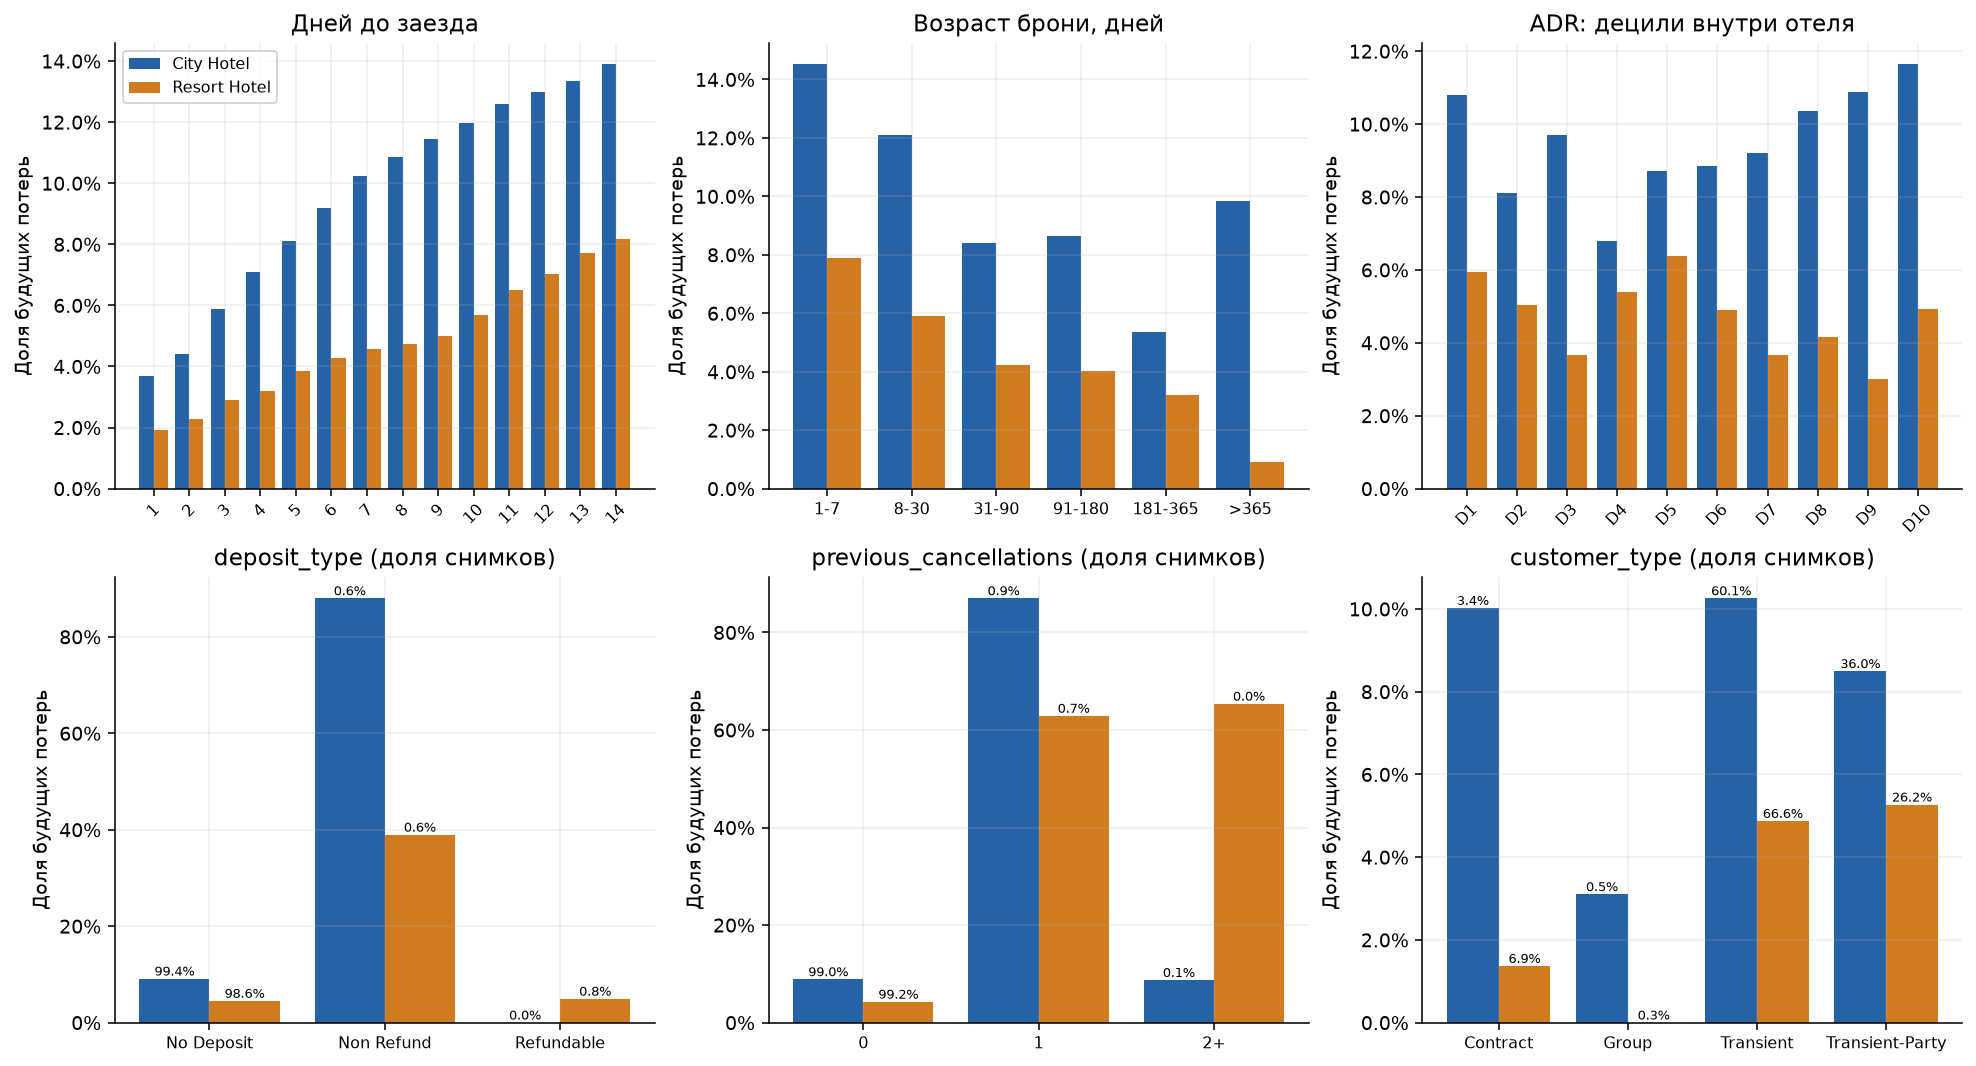 Дней до заезда
City Hotel
Resort Hotel
Доля будущих потерь
14.0%
12.0%
10.0%
8.0%
6.0%
4.0%
2.0%
0.0%
1 2 3 4 5 6 7 8 9 10 11 12 13 14
Возраст брони, дней
Доля будущих потерь
14.0%
12.0%
10.0%
8.0%
6.0%
4.0%
2.0%
0.0%
1-7 8-30 31-90 91-180 181-365 >365
ADR: децили внутри отеля
Доля будущих потерь
12.0%
10.0%
8.0%
6.0%
4.0%
2.0%
0.0%
D1 D2 D3 D4 D5 D6 D7 D8 D9 D10
deposit_type (доля снимков)
Доля будущих потерь
80%
60%
40%
20%
0%
99.4% 98.6% 0.6% 0.6% 0.0% 0.8%
No Deposit Non Refund Refundable
previous_cancellations (доля снимков)
Доля будущих потерь
80%
60%
40%
20%
0%
99.0% 99.2% 0.9% 0.7% 0.1% 0.0%
0 1 2+
customer_type (доля снимков)
Доля будущих потерь
10.0%
8.0%
6.0%
4.0%
2.0%
0.0%
3.4% 6.9% 0.5% 0.3% 60.1% 66.6% 36.0% 26.2%
Contract Group Transient Transient-Party